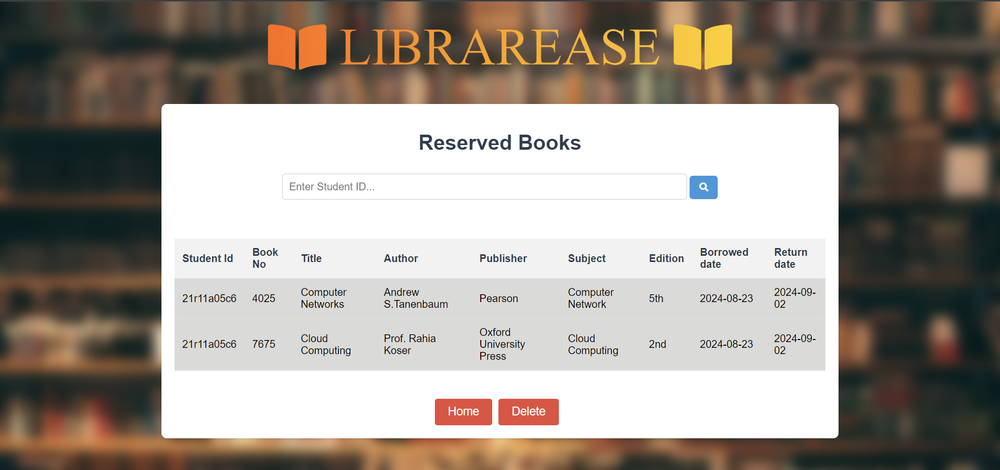 LIBRAREASE
Reserved Books
Enter Student ID...
Student Id Book No Title Author Publisher Subject Edition Borrowed date Return date
21r11a05c6 4025 Computer Networks Andrew S.Tanenbaum Pearson Computer Network 5th 2024-08-23 2024-09-02
21r11a05c6 7675 Cloud Computing Prof. Rahia Koser Oxford University Press Cloud Computing 2nd 2024-08-23 2024-09-02
Home Delete